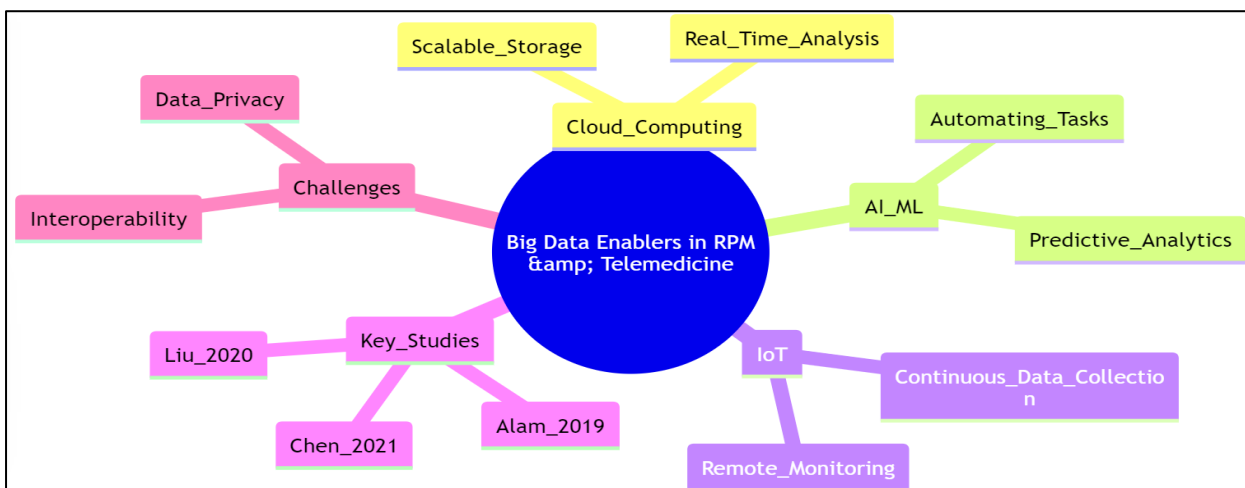 Scalable_Storage
Real_Time_Analysis
Cloud_Computing
Data_Privacy
Challenges
Interoperability
Automating_Tasks
AI_ML
Predictive_Analytics
Big Data Enablers in RPM
&amp; Telemedicine
Key_Studies
Liu_2020
Chen_2021
Alam_2019
IoT
Continuous_Data_Collectio
n
Remote_Monitoring